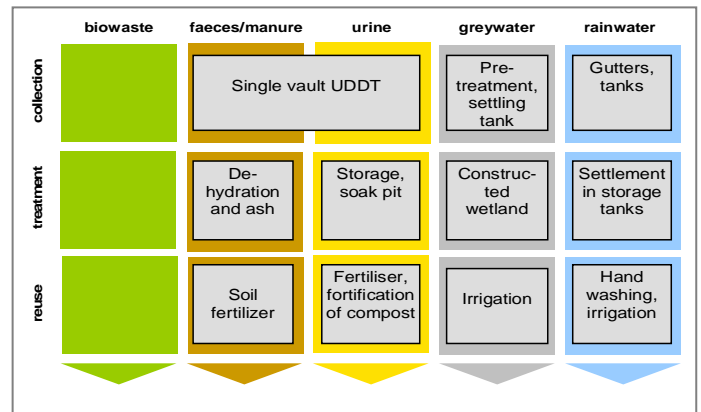 biowaste faeces/manure urine greywater rainwater
collection
Single vault UDDT
Pre-
treatment,
settling
tank
Gutters,
tanks
treatment
De-
hydration
and ash
Storage,
soak pit
Construc-
ted
wetland
Settlement
in storage
tanks
reuse
Soil
fertilizer
Fertiliser,
fortification
of compost
Irrigation
Hand
washing,
irrigation